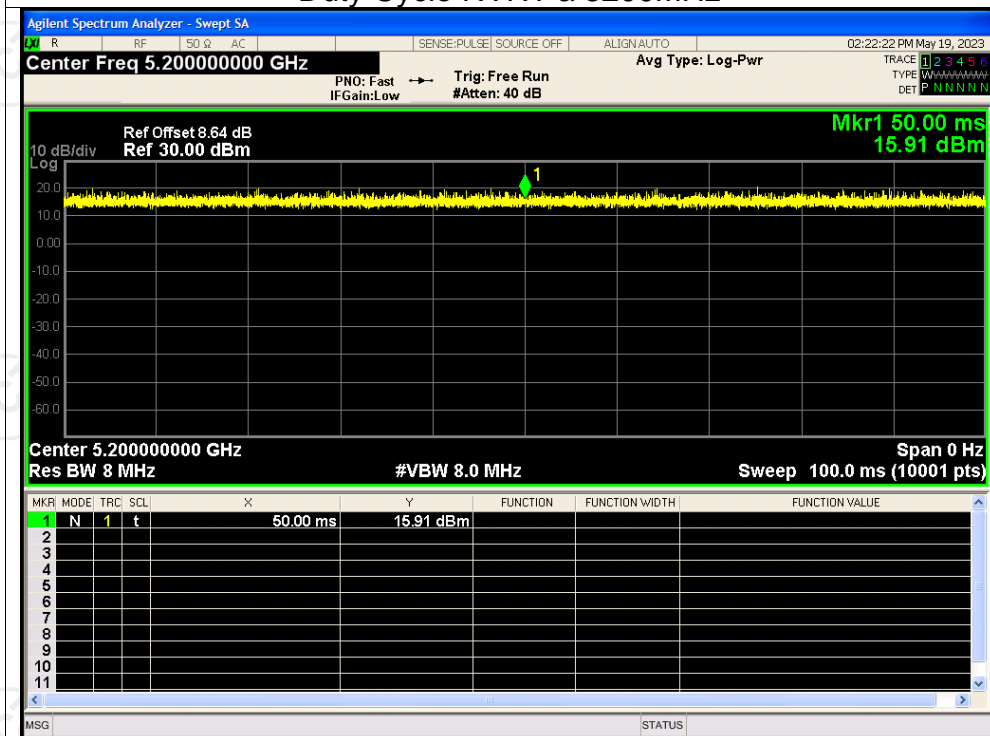 Agilent Spectrum Analyzer - Swept SA
LXI R RF 50 Ω AC SENSE:PULSE SOURCE OFF ALIGN AUTO 02:22:22 PM May 19, 2023
Center Freq 5.200000000 GHz Avg Type: Log-Pwr TRACE 1 2 3 4 5 6
PNO: Fast Trig: Free Run TYPE W
IFGain:Low #Atten: 40 dB DET P N N N N N
Mkr1 50.00 ms
Ref Offset 8.64 dB
10 dB/div Ref 30.00 dBm 15.91 dBm
Log
1
20.0
10.0
0.00
-10.0
-20.0
-30.0
-40.0
-50.0
-60.0
Center 5.200000000 GHz Span 0 Hz
Res BW 8 MHz #VBW 8.0 MHz Sweep 100.0 ms (10001 pts)
MKR MODE TRC SCL X Y FUNCTION FUNCTION WIDTH FUNCTION VALUE
1 N 1 t 50.00 ms 15.91 dBm
2
3
4
5
6
7
8
9
10
11
MSG STATUS